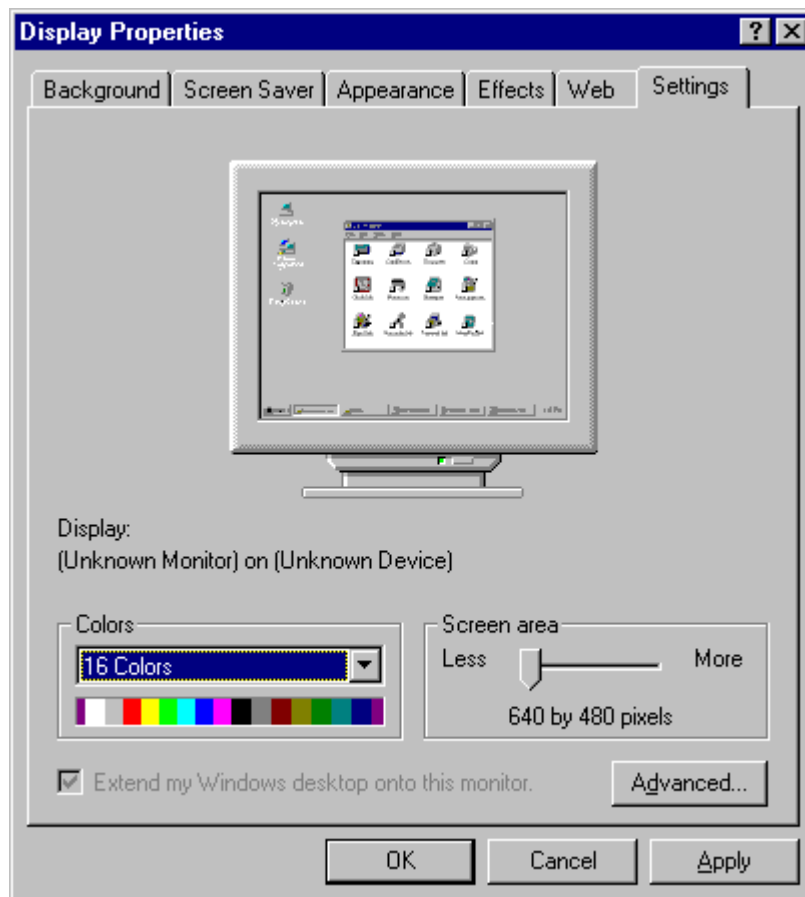 Display Properties
Background Screen Saver Appearance Effects Web Settings
Display:
(Unknown Monitor) on (Unknown Device)
Colors
16 Colors
Screen area
Less More
640 by 480 pixels
Extend my Windows desktop onto this monitor.
Advanced...
OK Cancel Apply